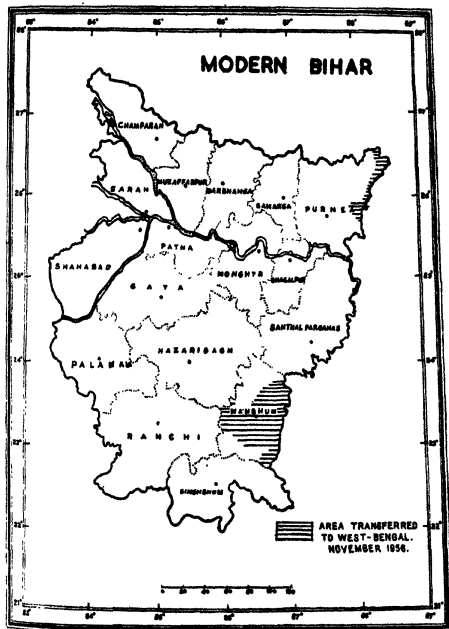 MODERN BIHAR
CHAMPARAN
SARAN
MUZAFFARPUR
DARBHANGA
SAHARSA
PURNEA
PATNA
SHAHABAD
GAYA
MONGHYR
BHAGALPUR
SANTHAL PARGANAS
PALAMAU
HAZARIBAGH
MANBHUM
RANCHI
SINGHBHUM
AREA TRANSFERRED
TO WEST-BENGAL.
NOVEMBER 1956.